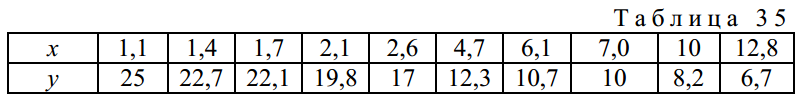 Таблица 35
x 1,1 1,4 1,7 2,1 2,6 4,7 6,1 7,0 10 12,8
y 25 22,7 22,1 19,8 17 12,3 10,7 10 8,2 6,7